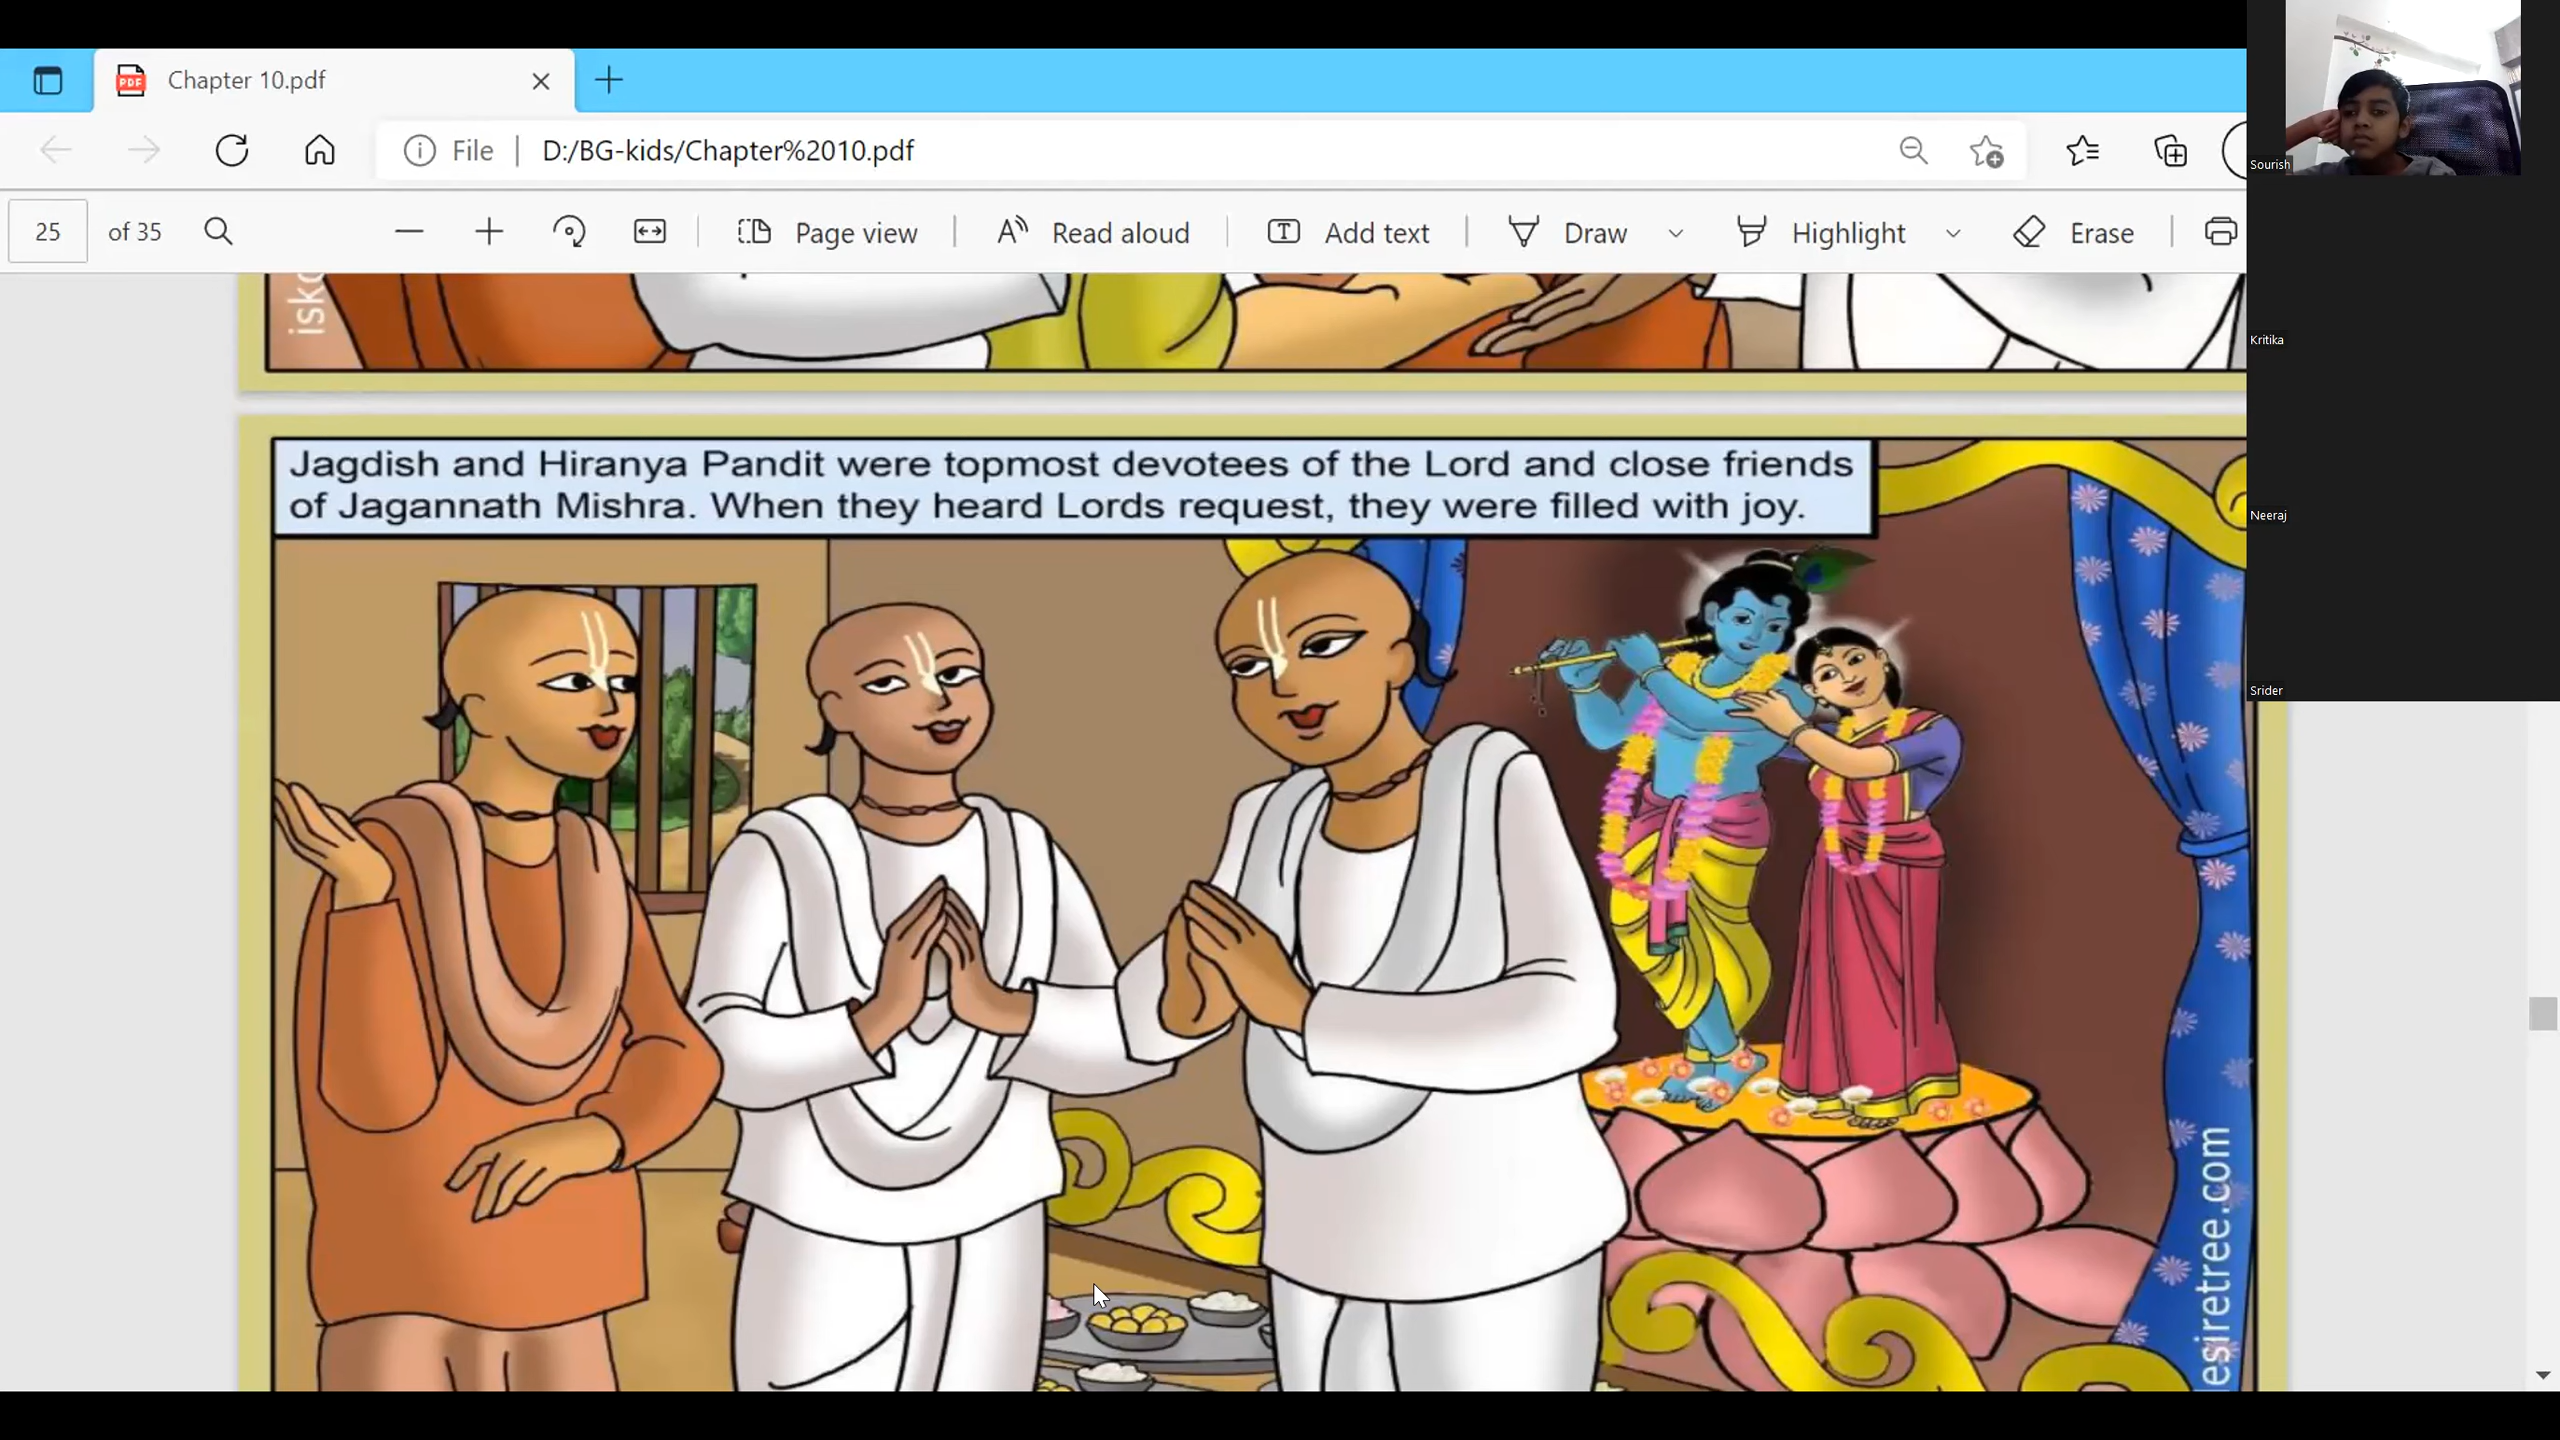 Chapter 10.pdf
File
D:/BG-kids/Chapter%2010.pdf
25 of 35
Page view
Read aloud
Add text
Draw
Highlight
Erase
iskc
Jagdish and Hiranya Pandit were topmost devotees of the Lord and close friends
of Jagannath Mishra. When they heard Lords request, they were filled with joy.
esiretree.com
Sourish
Kritika
Neeraj
Srider